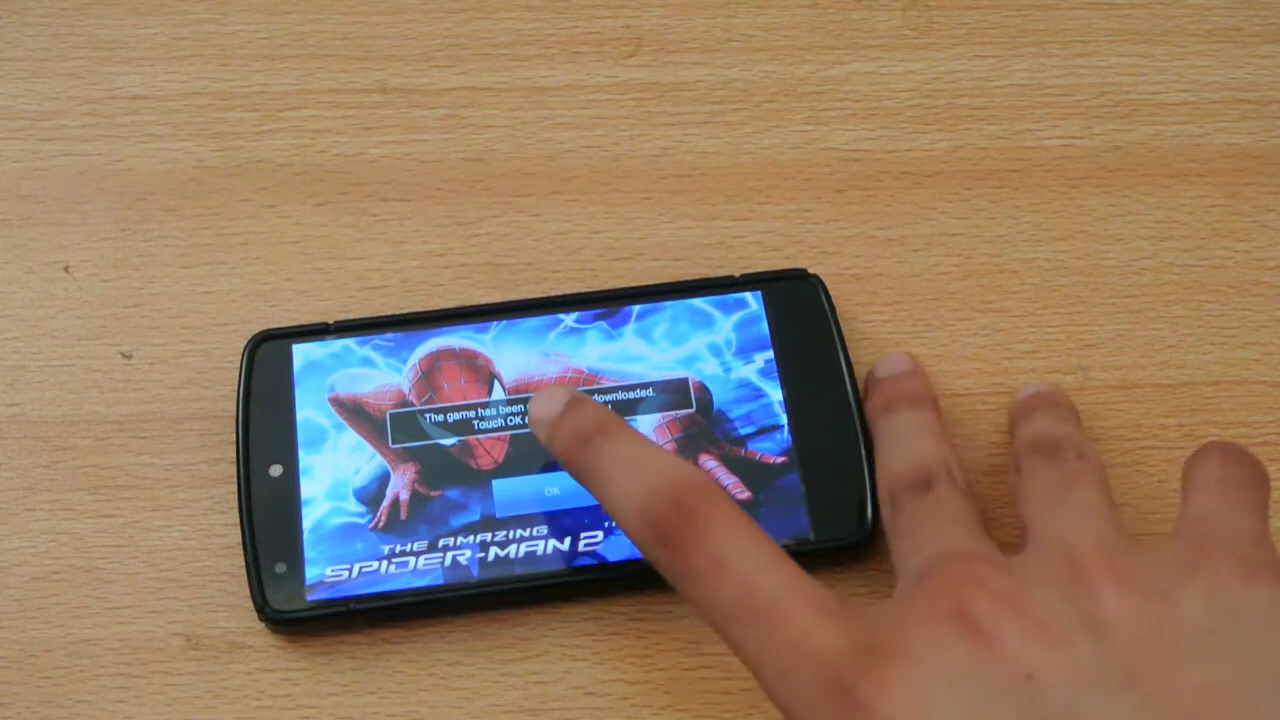 The game has been downloaded.
Touch OK
OK
THE AMAZING
SPIDER-MAN 2